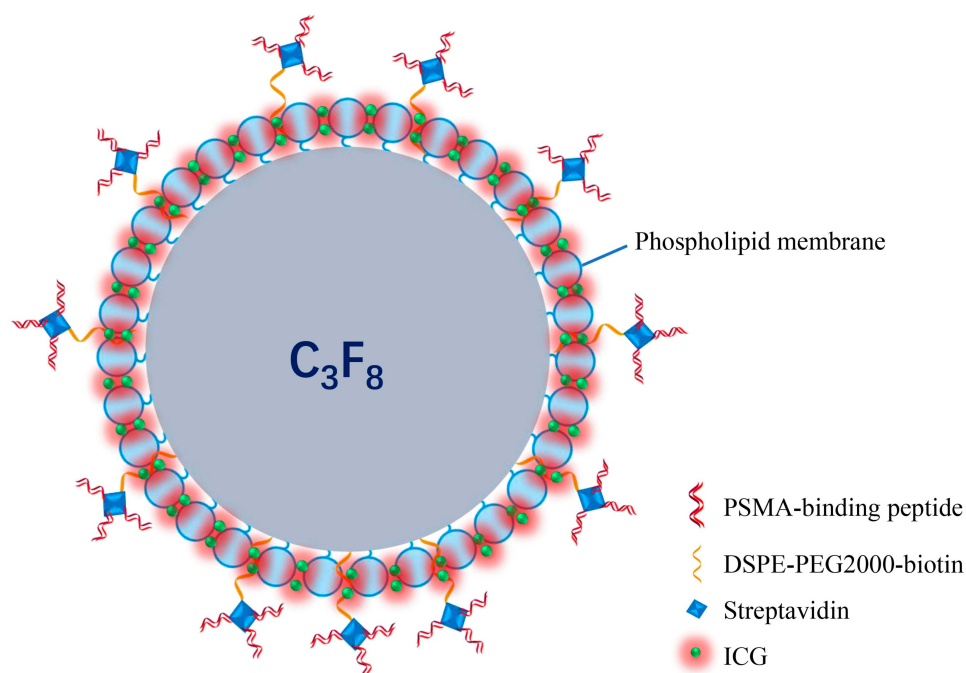 Phospholipid membrane
C₃F₈
PSMA-binding peptide
DSPE-PEG2000-biotin
Streptavidin
ICG